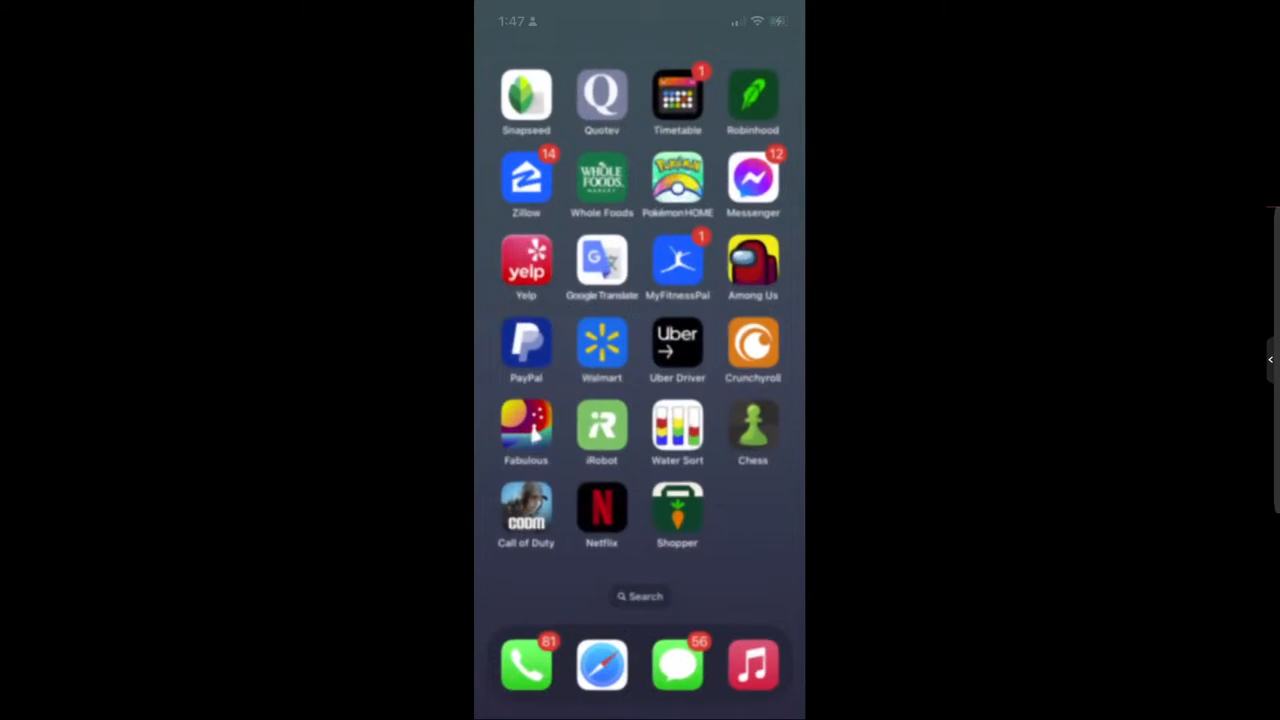 1:47
1
Snapseed Quotev Timetable Robinhood
14 12
WHOLE
FOODS
MARKET
Pokémon
Zillow Whole Foods Pokémon HOME Messenger
1
yelp G
Yelp Google Translate MyFitnessPal Among Us
Uber
PayPal Walmart Uber Driver Crunchyroll
Fabulous iRobot Water Sort Chess
CODM N
Call of Duty Netflix Shopper
Search
81 56